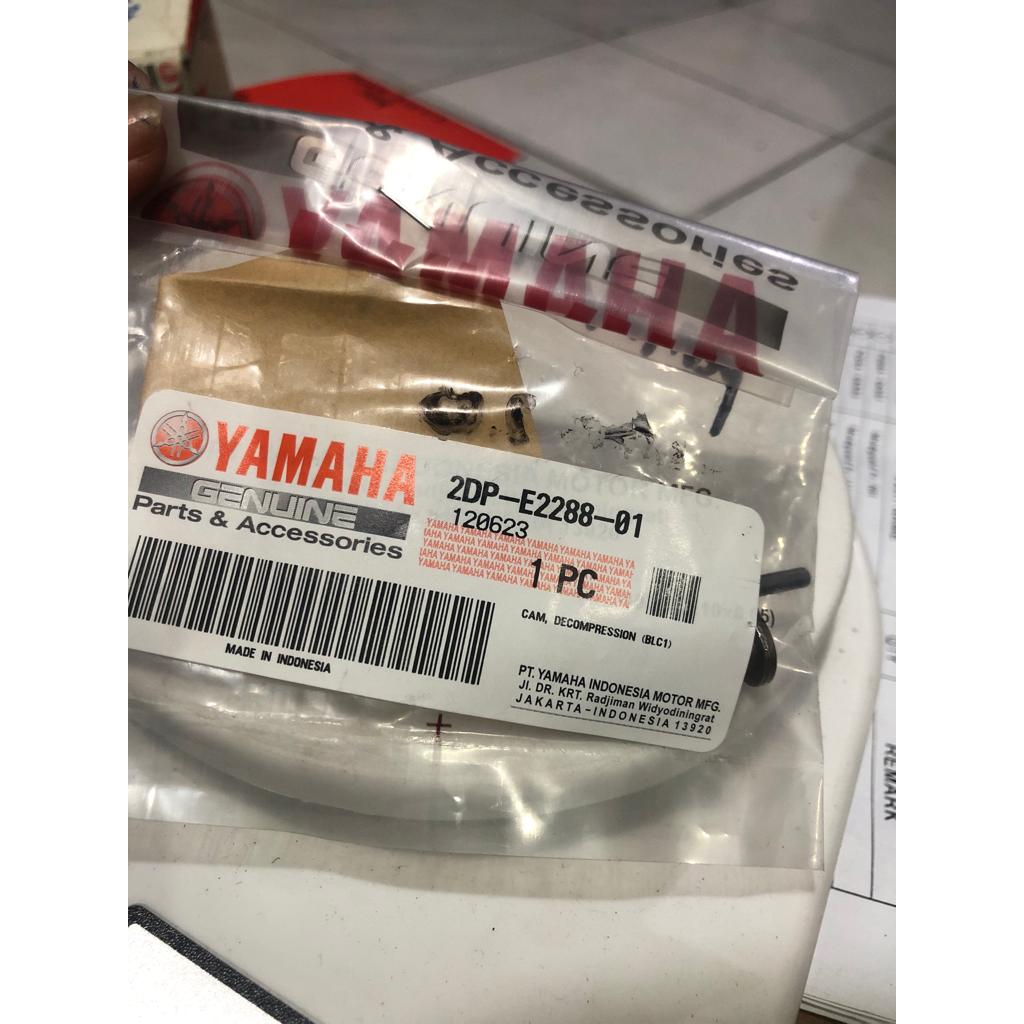 & Accessories
GENUINE
YAMAHA
YAMAHA
GENUINE
Parts & Accessories
2DP-E2288-01
120623
1 PC
CAM, DECOMPRESSION (BLC1)
MADE IN INDONESIA
PT. YAMAHA INDONESIA MOTOR MFG.
Jl. DR. KRT. Radjiman Widyodiningrat
JAKARTA-INDONESIA 13920
REMARK